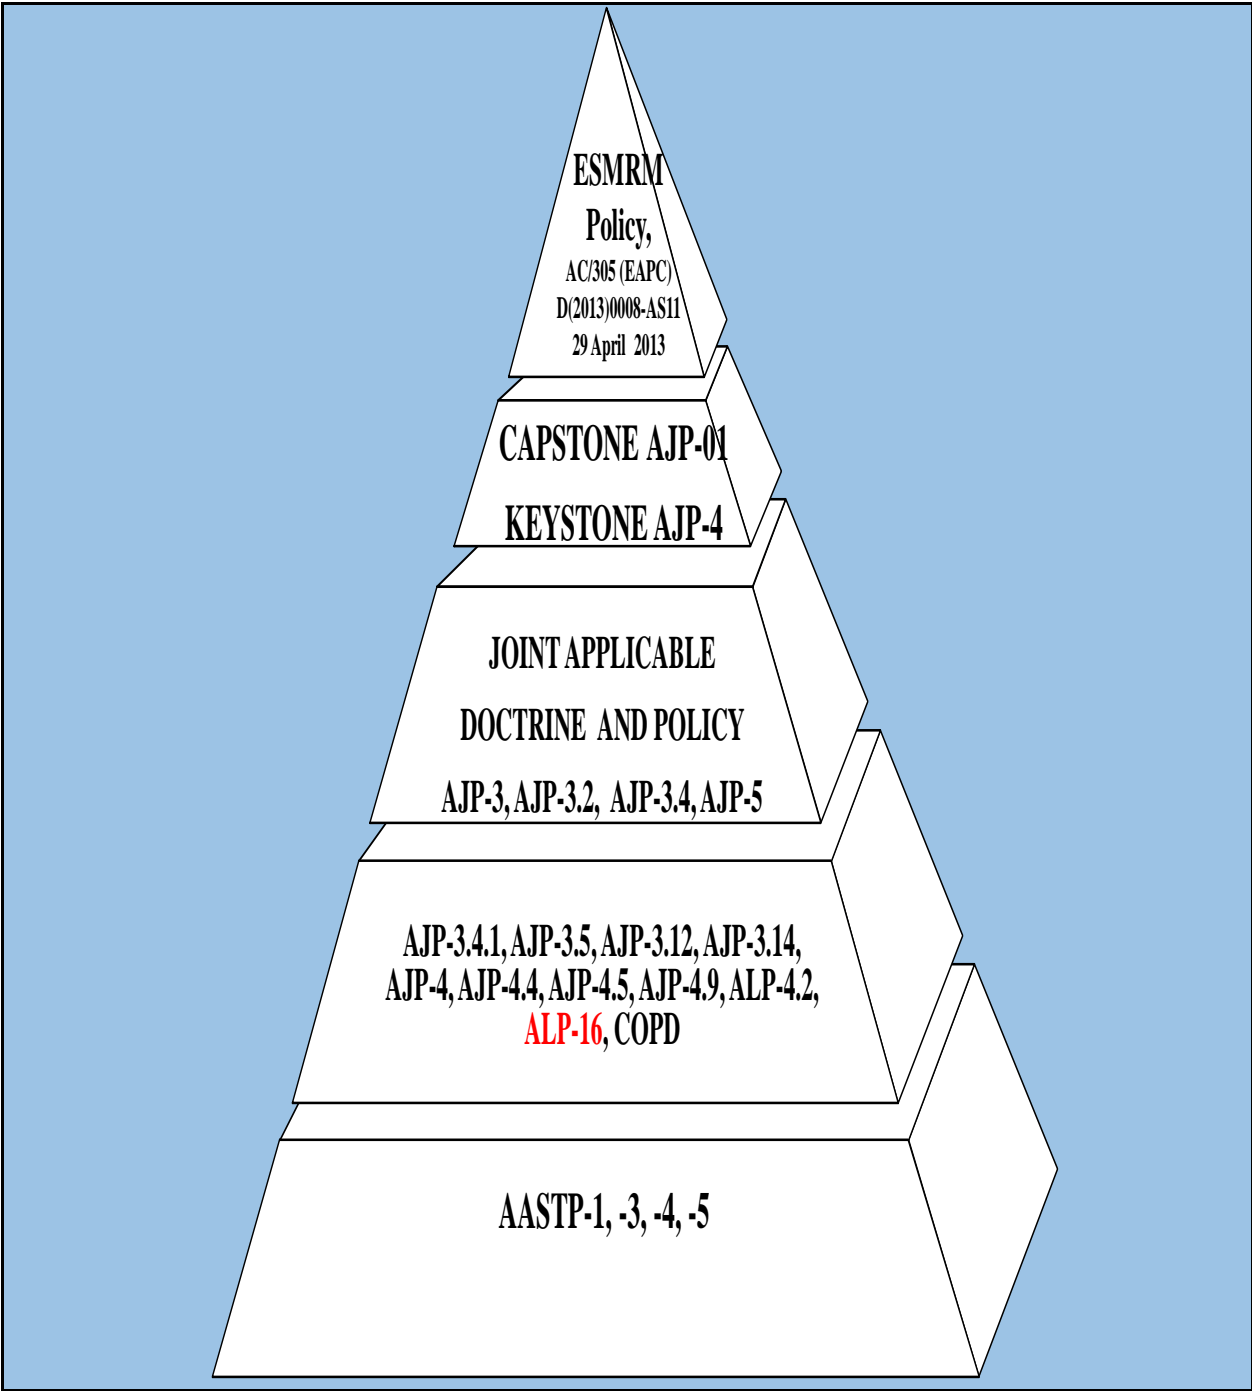 ESMRM
Policy,
AC/305 (EAPC)
D(2013)0008-AS11
29 April 2013
CAPSTONE AJP-01
KEYSTONE AJP-4
JOINT APPLICABLE
DOCTRINE AND POLICY
AJP-3, AJP-3.2, AJP-3.4, AJP-5
AJP-3.4.1, AJP-3.5, AJP-3.12, AJP-3.14,
AJP-4, AJP-4.4, AJP-4.5, AJP-4.9, ALP-4.2,
ALP-16, COPD
AASTP-1, -3, -4, -5